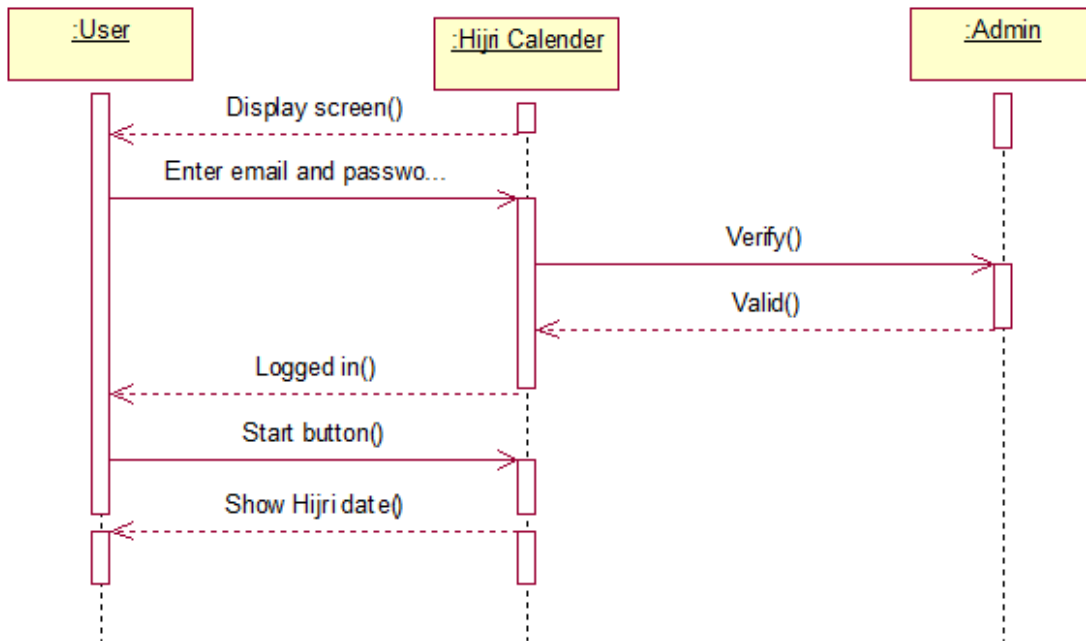 :User
:Hijri Calender
:Admin
Display screen()
Enter email and passwo...
Verify()
Valid()
Logged in()
Start button()
Show Hijri date()